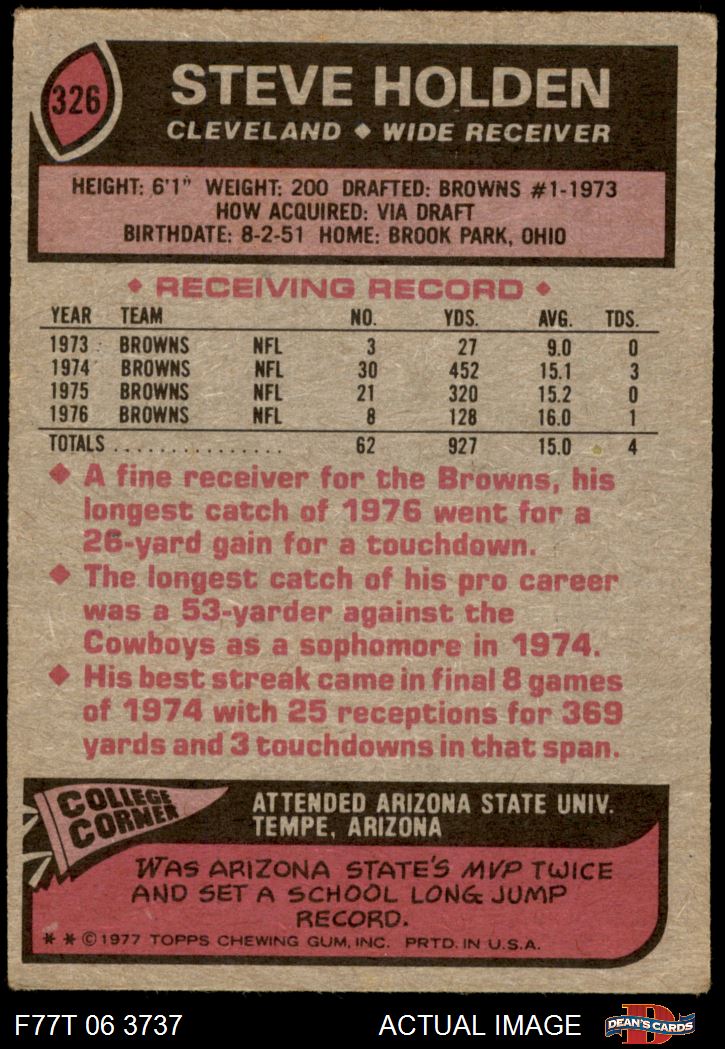 326
STEVE HOLDEN
CLEVELAND ◆ WIDE RECEIVER
HEIGHT: 6'1" WEIGHT: 200 DRAFTED: BROWNS #1-1973
HOW ACQUIRED: VIA DRAFT
BIRTHDATE: 8-2-51 HOME: BROOK PARK, OHIO
◆ RECEIVING RECORD ◆
YEAR TEAM NO. YDS. AVG. TDS.
1973 BROWNS NFL 3 27 9.0 0
1974 BROWNS NFL 30 452 15.1 3
1975 BROWNS NFL 21 320 15.2 0
1976 BROWNS NFL 8 128 16.0 1
TOTALS ............... 62 927 15.0 4
◆ A fine receiver for the Browns, his
longest catch of 1976 went for a
26-yard gain for a touchdown.
◆ The longest catch of his pro career
was a 53-yarder against the
Cowboys as a sophomore in 1974.
◆ His best streak came in final 8 games
of 1974 with 25 receptions for 369
yards and 3 touchdowns in that span.
COLLEGE
CORNER
ATTENDED ARIZONA STATE UNIV.
TEMPE, ARIZONA
WAS ARIZONA STATE'S MVP TWICE
AND SET A SCHOOL LONG JUMP
RECORD.
* * © 1977 TOPPS CHEWING GUM, INC. PRTD. IN U.S.A.
F77T 06 3737 ACTUAL IMAGE
D
DEAN'S CARDS